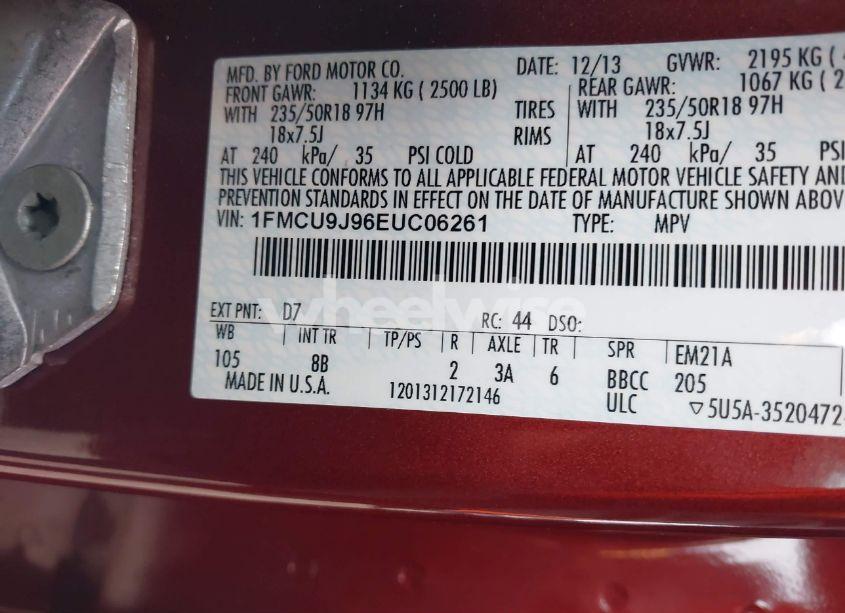 MFD. BY FORD MOTOR CO. DATE: 12/13 GVWR: 2195 KG (
FRONT GAWR: 1134 KG ( 2500 LB) REAR GAWR: 1067 KG ( 2
WITH 235/50R18 97H TIRES WITH 235/50R18 97H
18x7.5J RIMS 18x7.5J
AT 240 kPa/ 35 PSI COLD AT 240 kPa/ 35 PSI
THIS VEHICLE CONFORMS TO ALL APPLICABLE FEDERAL MOTOR VEHICLE SAFETY AND
PREVENTION STANDARDS IN EFFECT ON THE DATE OF MANUFACTURE SHOWN ABOVE
VIN: 1FMCU9J96EUC06261 TYPE: MPV
wheelwise
EXT PNT: D7 RC: 44 DSO:
WB INT TR TP/PS R AXLE TR SPR EM21A
105 8B 2 3A 6 BBCC 205
MADE IN U.S.A. 1201312172146 ULC ▽5U5A-3520472